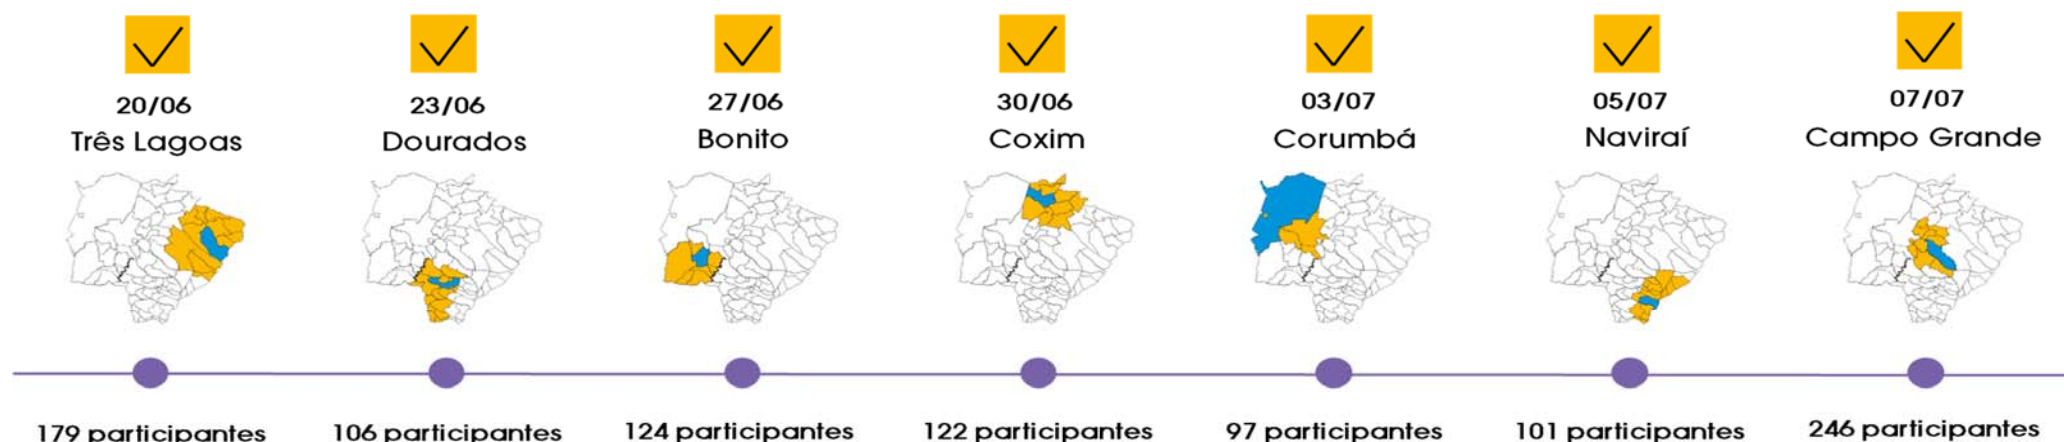 20/06
Três Lagoas
179 participantes
23/06
Dourados
106 participantes
27/06
Bonito
124 participantes
30/06
Coxim
122 participantes
03/07
Corumbá
97 participantes
05/07
Naviraí
101 participantes
07/07
Campo Grande
246 participantes